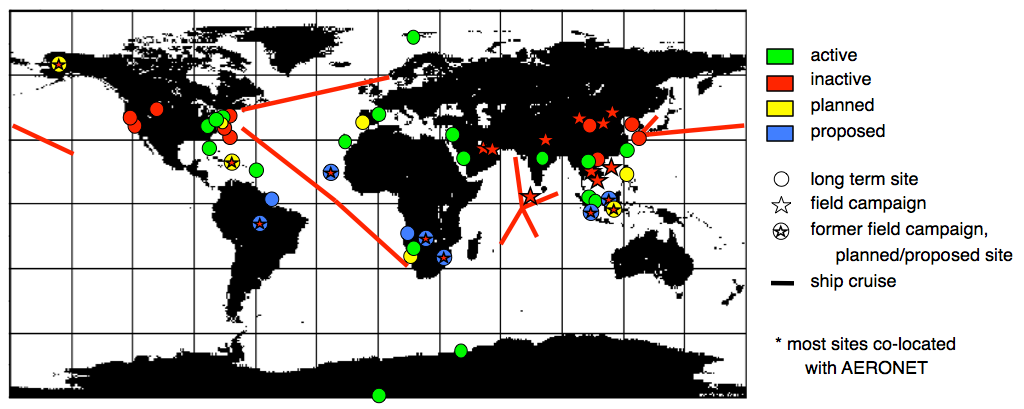 active
inactive
planned
proposed
long term site
field campaign
former field campaign,
planned/proposed site
ship cruise
* most sites co-located
with AERONET